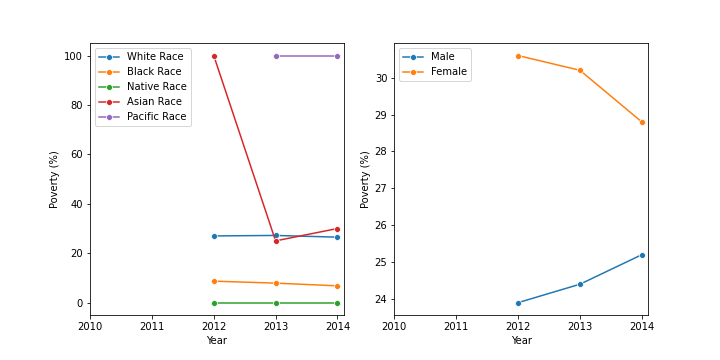 White Race
Black Race
Native Race
Asian Race
Pacific Race
100
80
60
40
20
0
Poverty (%)
2010 2011 2012 2013 2014
Year
Male
Female
30
29
28
27
26
25
24
Poverty (%)
2010 2011 2012 2013 2014
Year